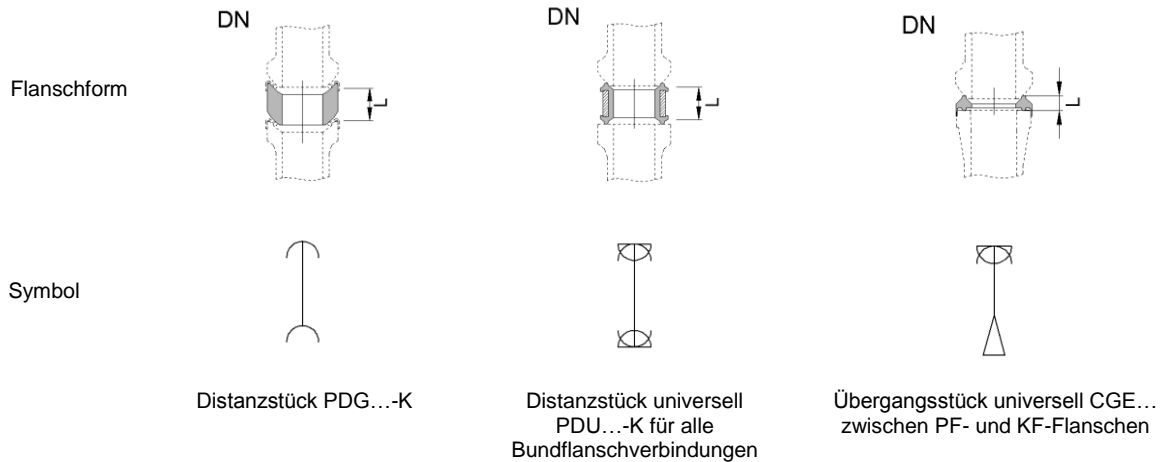 DN
DN
DN
Flanschform
L
L
L
Symbol
Distanzstück PDG…-K
Distanzstück universell
PDU…-K für alle
Bundflanschverbindungen
Übergangsstück universell CGE…
zwischen PF- und KF-Flanschen